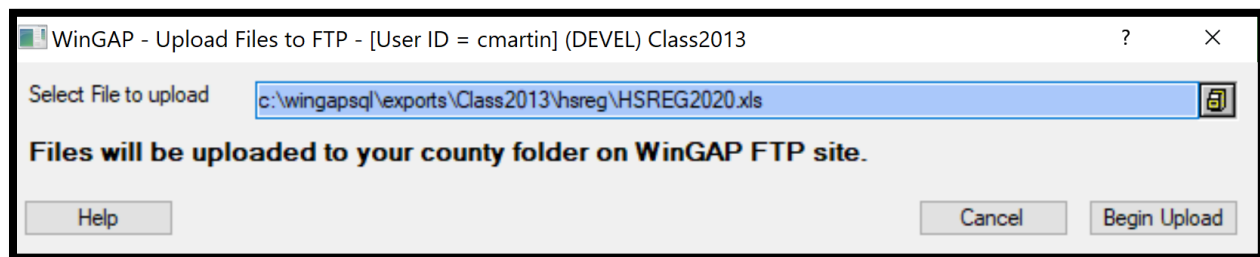 WinGAP - Upload Files to FTP - [User ID = cmartin] (DEVEL) Class2013
Select File to upload c:\wingapsql\exports\Class2013\hsreg\HSREG2020.xls
Files will be uploaded to your county folder on WinGAP FTP site.
Help Cancel Begin Upload